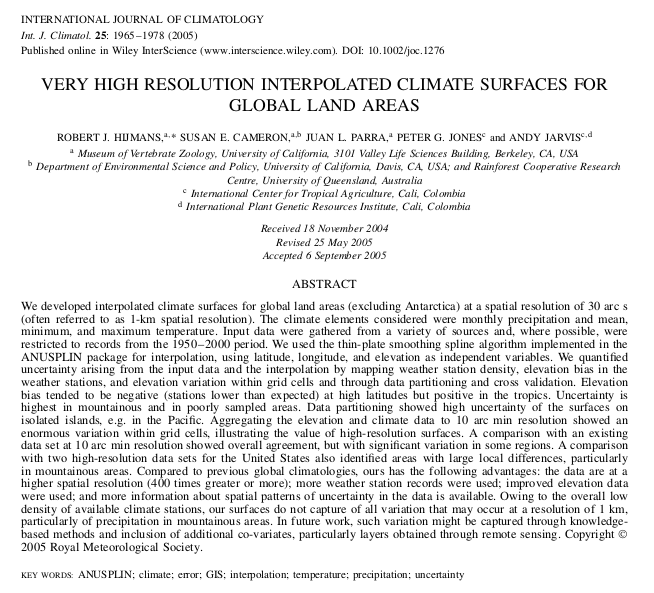 INTERNATIONAL JOURNAL OF CLIMATOLOGY
Int. J. Climatol. 25: 1965–1978 (2005)
Published online in Wiley InterScience (www.interscience.wiley.com). DOI: 10.1002/joc.1276
VERY HIGH RESOLUTION INTERPOLATED CLIMATE SURFACES FOR
GLOBAL LAND AREAS
ROBERT J. HIJMANS,a,* SUSAN E. CAMERON,a,b JUAN L. PARRA,a PETER G. JONESc and ANDY JARVISc,d
a Museum of Vertebrate Zoology, University of California, 3101 Valley Life Sciences Building, Berkeley, CA, USA
b Department of Environmental Science and Policy, University of California, Davis, CA, USA; and Rainforest Cooperative Research
Centre, University of Queensland, Australia
c International Center for Tropical Agriculture, Cali, Colombia
d International Plant Genetic Resources Institute, Cali, Colombia
Received 18 November 2004
Revised 25 May 2005
Accepted 6 September 2005
ABSTRACT
We developed interpolated climate surfaces for global land areas (excluding Antarctica) at a spatial resolution of 30 arc s
(often referred to as 1-km spatial resolution). The climate elements considered were monthly precipitation and mean,
minimum, and maximum temperature. Input data were gathered from a variety of sources and, where possible, were
restricted to records from the 1950–2000 period. We used the thin-plate smoothing spline algorithm implemented in the
ANUSPLIN package for interpolation, using latitude, longitude, and elevation as independent variables. We quantified
uncertainty arising from the input data and the interpolation by mapping weather station density, elevation bias in the
weather stations, and elevation variation within grid cells and through data partitioning and cross validation. Elevation
bias tended to be negative (stations lower than expected) at high latitudes but positive in the tropics. Uncertainty is
highest in mountainous and in poorly sampled areas. Data partitioning showed high uncertainty of the surfaces on
isolated islands, e.g. in the Pacific. Aggregating the elevation and climate data to 10 arc min resolution showed an
enormous variation within grid cells, illustrating the value of high-resolution surfaces. A comparison with an existing
data set at 10 arc min resolution showed overall agreement, but with significant variation in some regions. A comparison
with two high-resolution data sets for the United States also identified areas with large local differences, particularly
in mountainous areas. Compared to previous global climatologies, ours has the following advantages: the data are at a
higher spatial resolution (400 times greater or more); more weather station records were used; improved elevation data
were used; and more information about spatial patterns of uncertainty in the data is available. Owing to the overall low
density of available climate stations, our surfaces do not capture of all variation that may occur at a resolution of 1 km,
particularly of precipitation in mountainous areas. In future work, such variation might be captured through knowledge-
based methods and inclusion of additional co-variates, particularly layers obtained through remote sensing. Copyright ©
2005 Royal Meteorological Society.
KEY WORDS: ANUSPLIN; climate; error; GIS; interpolation; temperature; precipitation; uncertainty